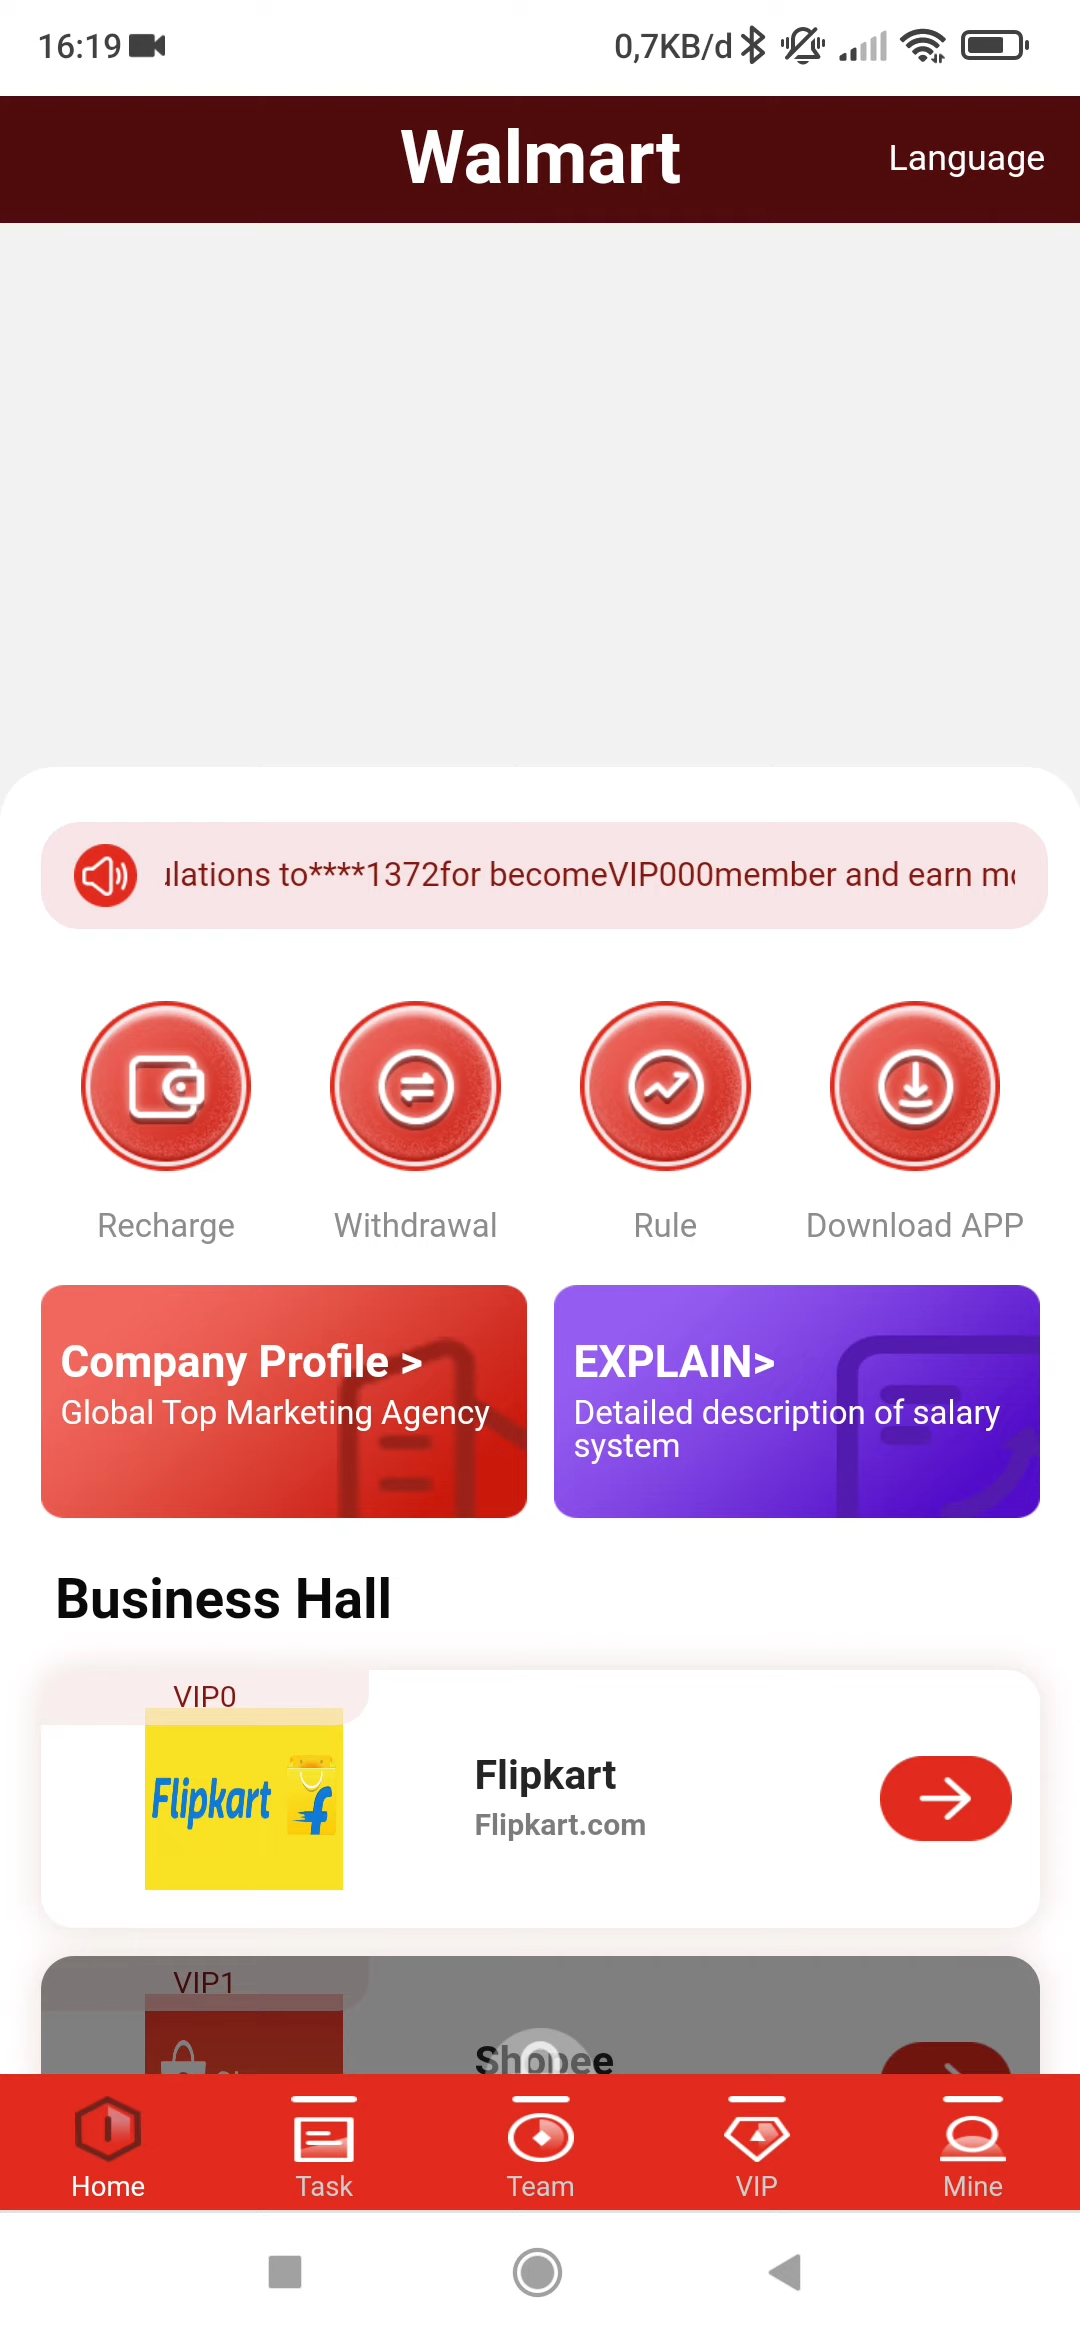 16:19
0,7KB/d
Walmart
Language
ulations to****1372for becomeVIP000member and earn mo
Recharge
Withdrawal
Rule
Download APP
Company Profile >
Global Top Marketing Agency
EXPLAIN>
Detailed description of salary
system
Business Hall
VIP0
Flipkart
Flipkart
Flipkart.com
VIP1
Shopee
Home
Task
Team
VIP
Mine